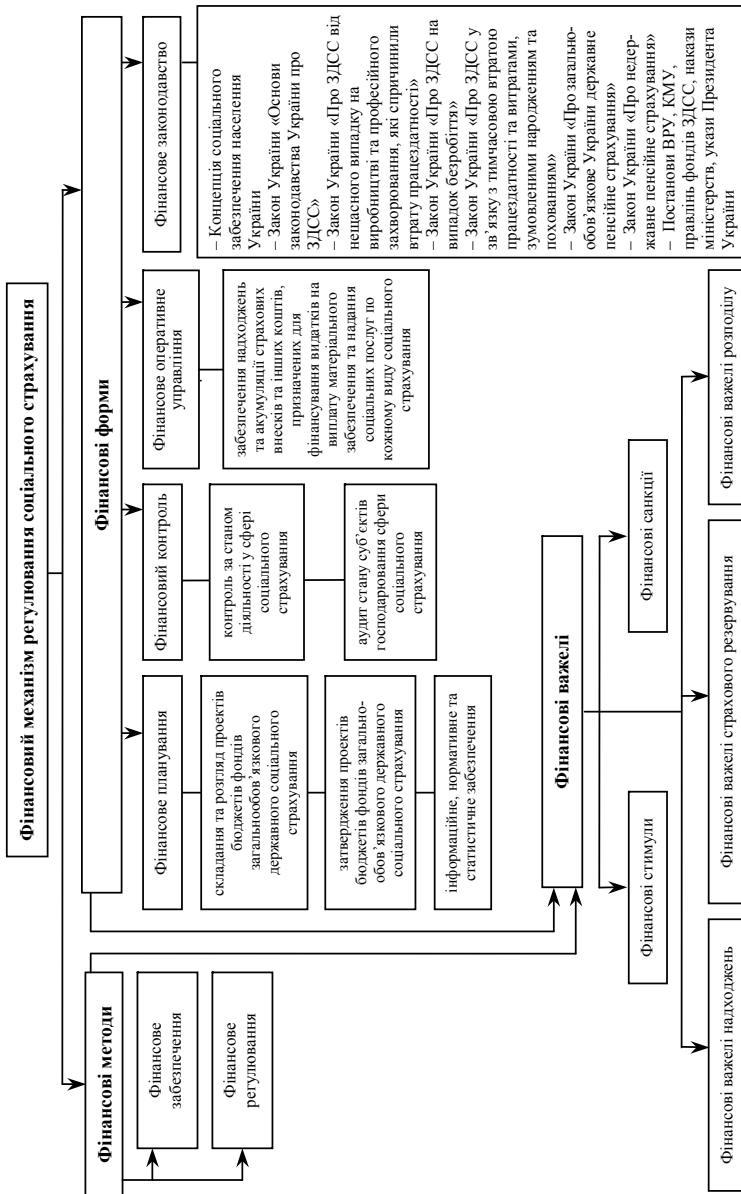 Фінансовий механізм регулювання соціального страхування
Фінансові методи
Фінансове
забезпечення
Фінансове
регулювання
Фінансові форми
Фінансове планування
складання та розгляд проектів
бюджетів фондів
загальнообов’язкового
державного соціального
страхування
затвердження проектів
бюджетів фондів загально-
обов’язкового державного
соціального страхування
інформаційне, нормативне та
статистичне забезпечення
Фінансовий контроль
контроль за станом
діяльності у сфері
соціального
страхування
аудит стану суб’єктів
господарювання сфери
соціального
страхування
Фінансове оперативне
управління
забезпечення надходжень
та акумуляції страхових
внесків та інших коштів,
призначених для
фінансування видатків на
виплату матеріального
забезпечення та надання
соціальних послуг по
кожному виду соціального
страхування
Фінансове законодавство
– Концепція соціального
забезпечення населення
України
– Закон України «Основи
законодавства України про
ЗДСС»
– Закон України «Про ЗДСС від
нещасного випадку на
виробництві та професійного
захворювання, які спричинили
втрату працездатності»
– Закон України «Про ЗДСС на
випадок безробіття»
– Закон України «Про ЗДСС у
зв’язку з тимчасовою втратою
працездатності та витратами,
зумовленими народженням та
похованням»
– Закон України «Про загально-
обов’язкове України державне
пенсійне страхування»
– Закон України «Про недер-
жавне пенсійне страхування»
– Постанови ВРУ, КМУ,
правлінь фондів ЗДСС, накази
міністерств, укази Президента
України
Фінансові важелі
Фінансові стимули
Фінансові санкції
Фінансові важелі надходжень
Фінансові важелі страхового резервування
Фінансові важелі розподілу